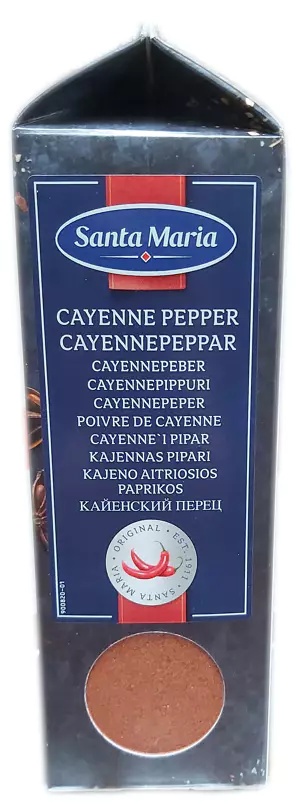 Santa Maria
CAYENNE PEPPER
CAYENNEPEPPAR
CAYENNEPEBER
CAYENNEPIPPURI
CAYENNEPEPER
POIVRE DE CAYENNE
CAYENNE`I PIPAR
KAJENNAS PIPARI
KAJENO AITRIOSIOS
PAPRIKOS
КАЙЕНСКИЙ ПЕРЕЦ
ORIGINAL • EST. 1911 • SANTA MARIA •
900820-01